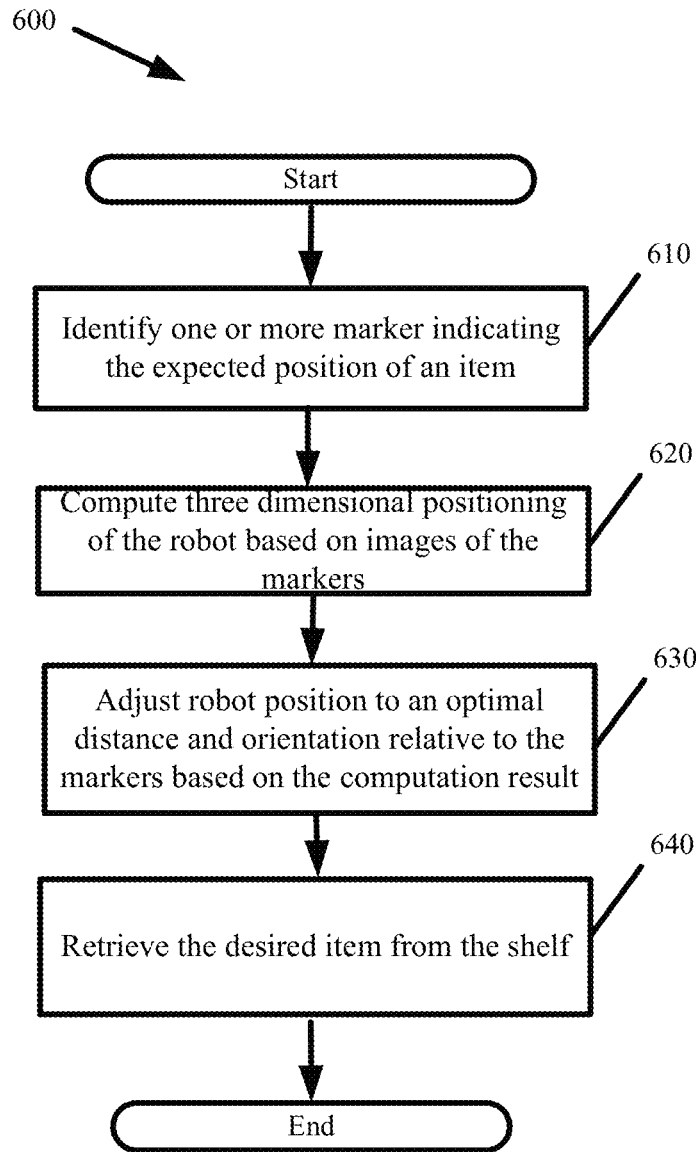 600
Start
610
Identify one or more marker indicating
the expected position of an item
620
Compute three dimensional positioning
of the robot based on images of the
markers
630
Adjust robot position to an optimal
distance and orientation relative to the
markers based on the computation result
640
Retrieve the desired item from the shelf
End